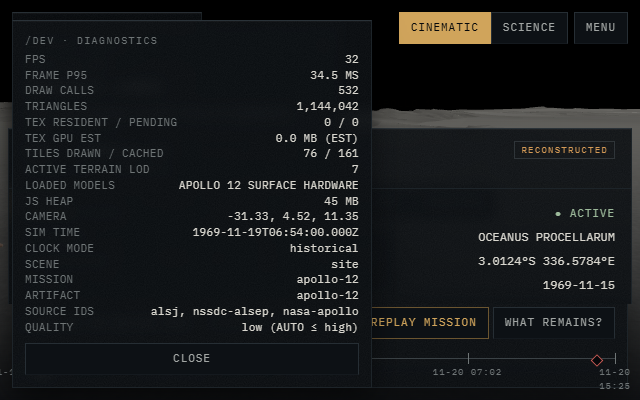 CINEMATIC
SCIENCE
MENU
/DEV · DIAGNOSTICS
FPS 32
FRAME P95 34.5 MS
DRAW CALLS 532
TRIANGLES 1,144,042
TEX RESIDENT / PENDING 0 / 0
TEX GPU EST 0.0 MB (EST)
TILES DRAWN / CACHED 76 / 161
ACTIVE TERRAIN LOD 7
LOADED MODELS APOLLO 12 SURFACE HARDWARE
JS HEAP 45 MB
CAMERA -31.33, 4.52, 11.35
SIM TIME 1969-11-19T06:54:00.000Z
CLOCK MODE historical
SCENE site
MISSION apollo-12
ARTIFACT apollo-12
SOURCE IDS alsj, nssdc-alsep, nasa-apollo
QUALITY low (AUTO ≤ high)
CLOSE
RECONSTRUCTED
● ACTIVE
OCEANUS PROCELLARUM
3.0124°S 336.5784°E
1969-11-15
REPLAY MISSION
WHAT REMAINS?
11-20 07:02
11-20
15:25